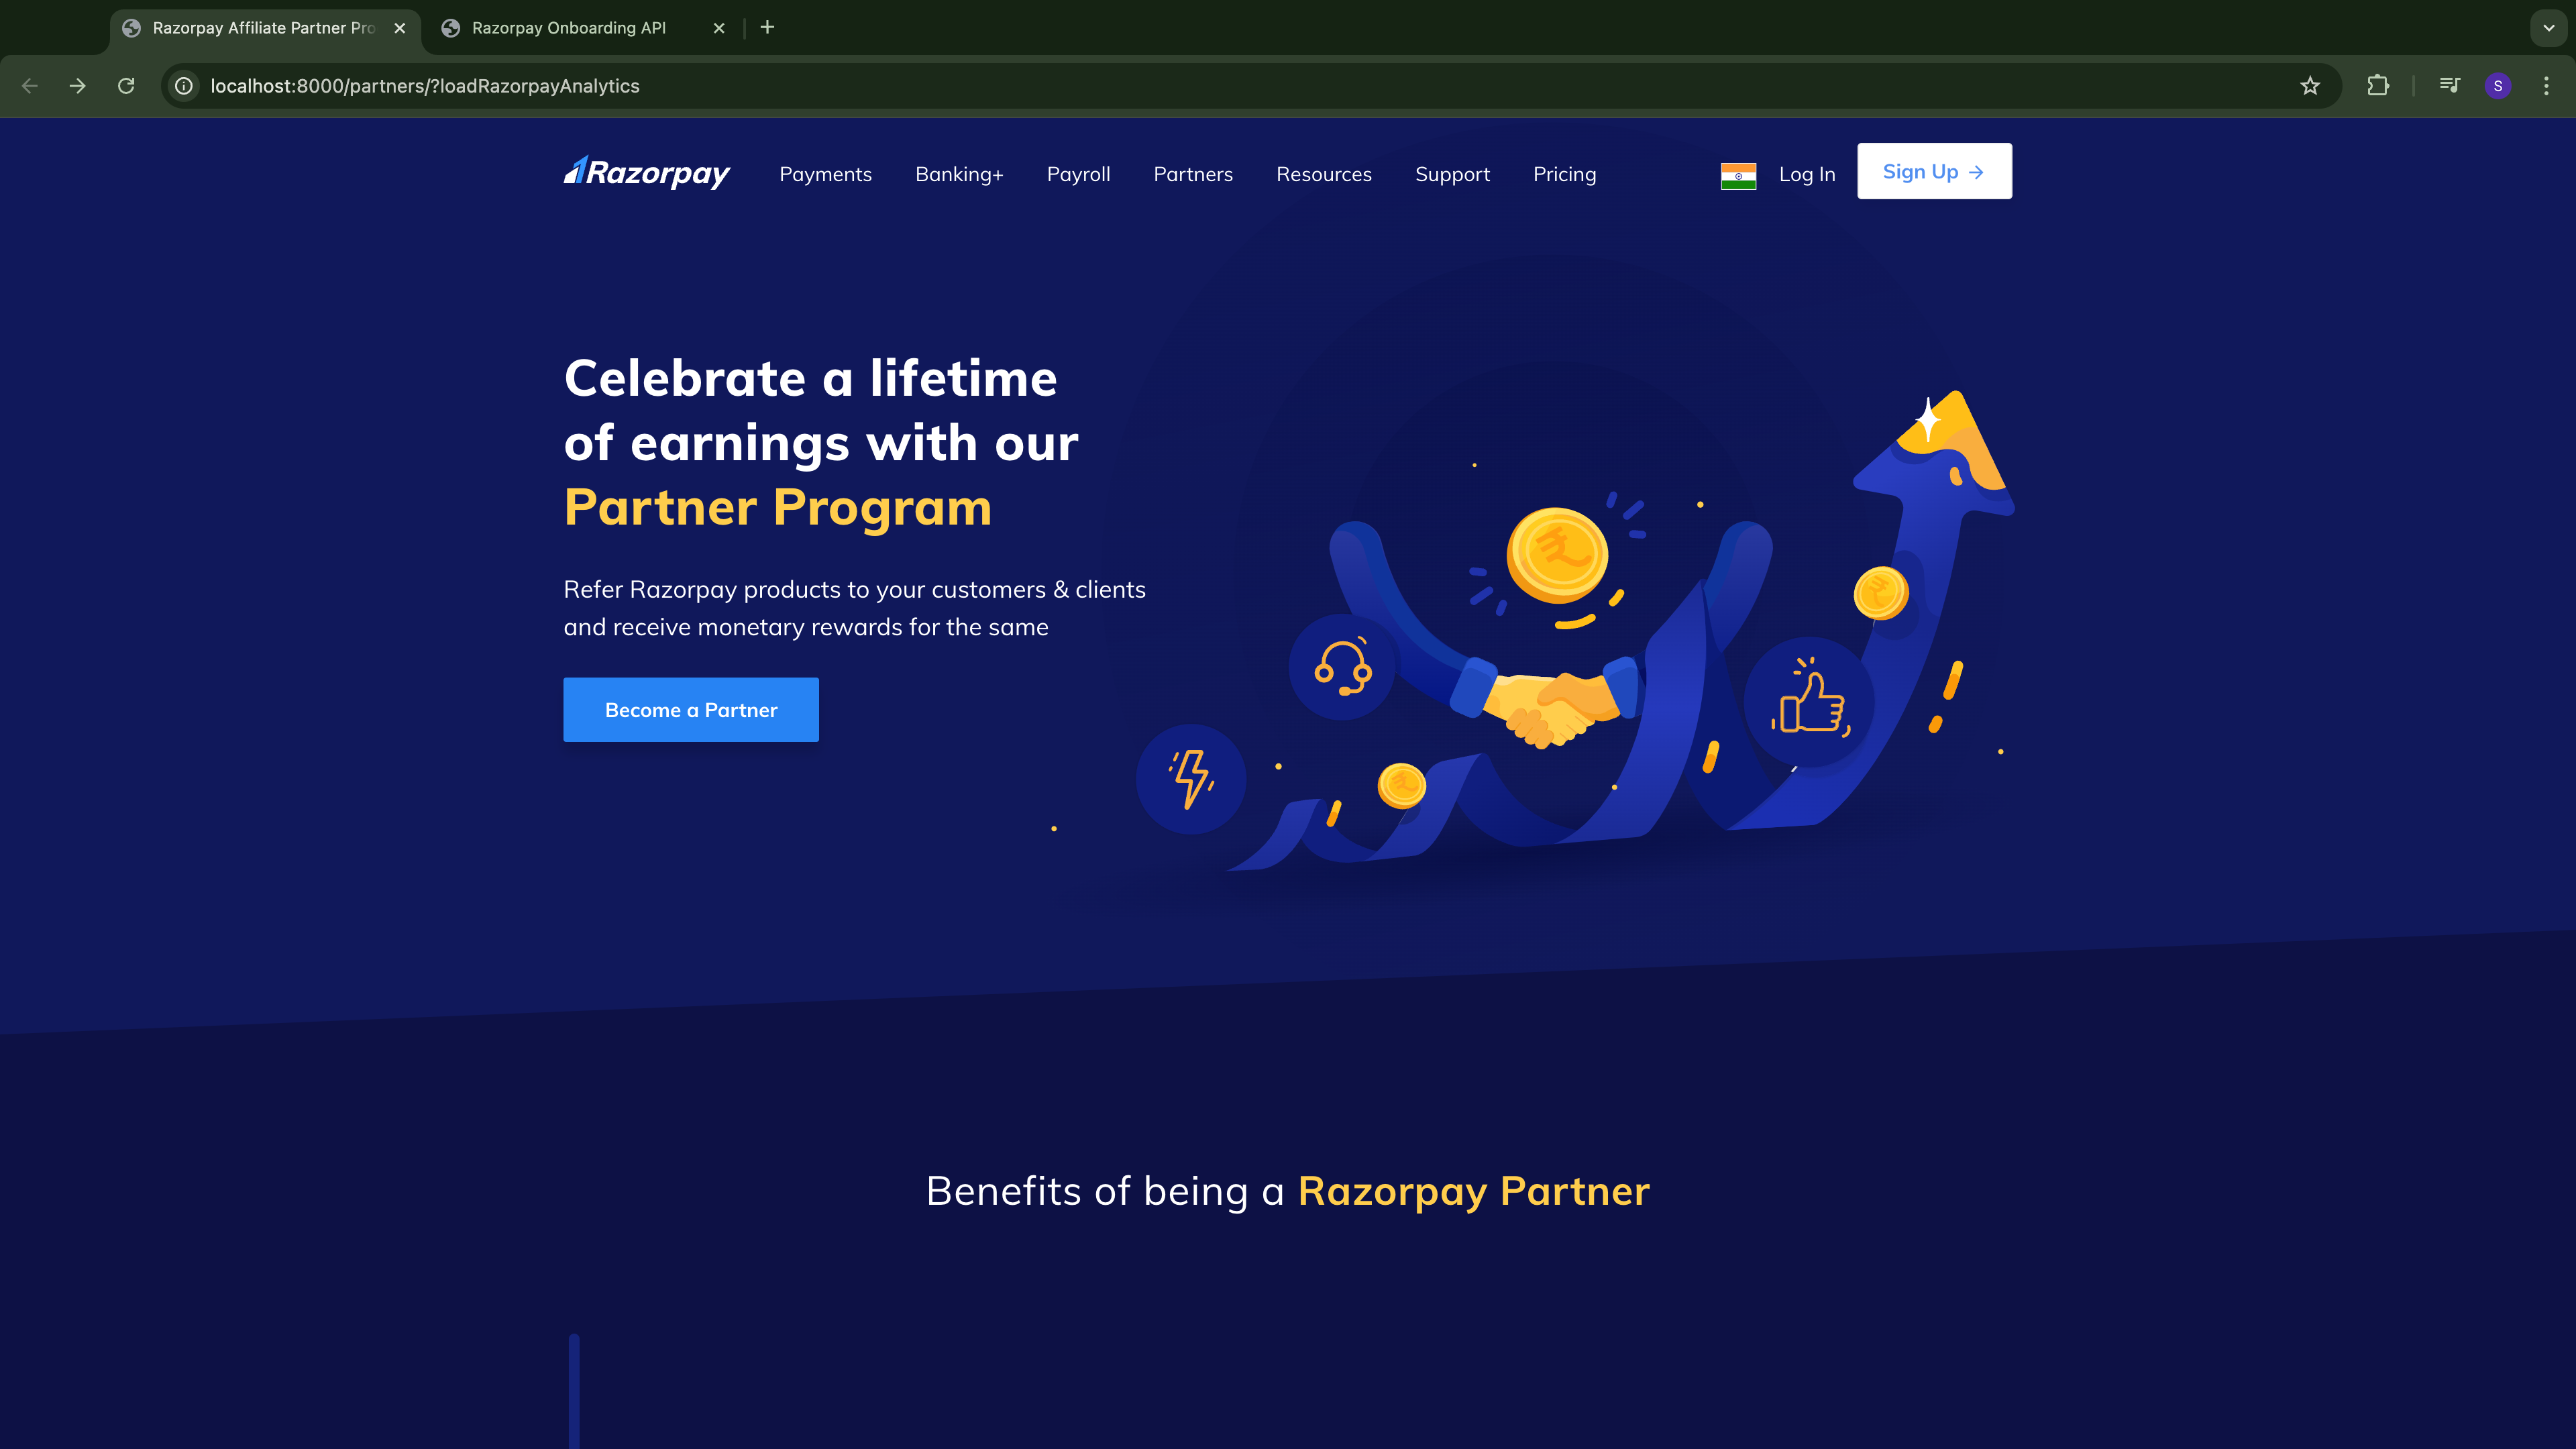 Razorpay Affiliate Partner Pro
Razorpay Onboarding API
localhost:8000/partners/?loadRazorpayAnalytics
S
Razorpay
Payments
Banking+
Payroll
Partners
Resources
Support
Pricing
Log In
Sign Up →
Celebrate a lifetime
of earnings with our
Partner Program
Refer Razorpay products to your customers & clients
and receive monetary rewards for the same
Become a Partner
₹
₹
₹
Benefits of being a Razorpay Partner